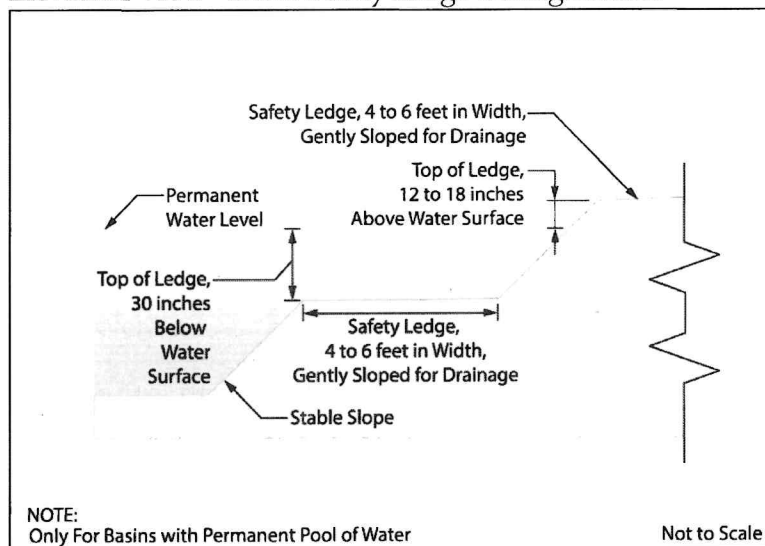 Safety Ledge, 4 to 6 feet in Width,
Gently Sloped for Drainage
Top of Ledge,
12 to 18 inches
Above Water Surface
Permanent
Water Level
Top of Ledge,
30 inches
Below
Water
Surface
Safety Ledge,
4 to 6 feet in Width,
Gently Sloped for Drainage
Stable Slope
NOTE:
Only For Basins with Permanent Pool of Water
Not to Scale